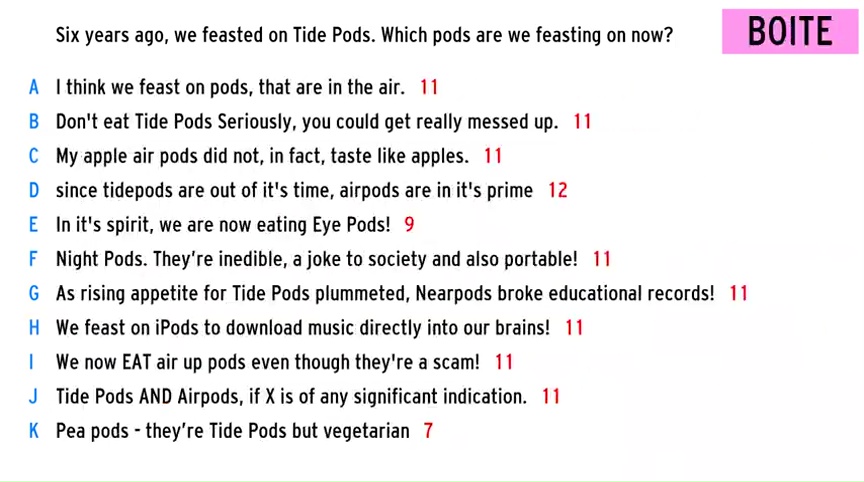 Six years ago, we feasted on Tide Pods. Which pods are we feasting on now?
BOITE
A I think we feast on pods, that are in the air. 11
B Don't eat Tide Pods Seriously, you could get really messed up. 11
C My apple air pods did not, in fact, taste like apples. 11
D since tidepods are out of it's time, airpods are in it's prime 12
E In it's spirit, we are now eating Eye Pods! 9
F Night Pods. They’re inedible, a joke to society and also portable! 11
G As rising appetite for Tide Pods plummeted, Nearpods broke educational records! 11
H We feast on iPods to download music directly into our brains! 11
I We now EAT air up pods even though they're a scam! 11
J Tide Pods AND Airpods, if X is of any significant indication. 11
K Pea pods - they’re Tide Pods but vegetarian 7